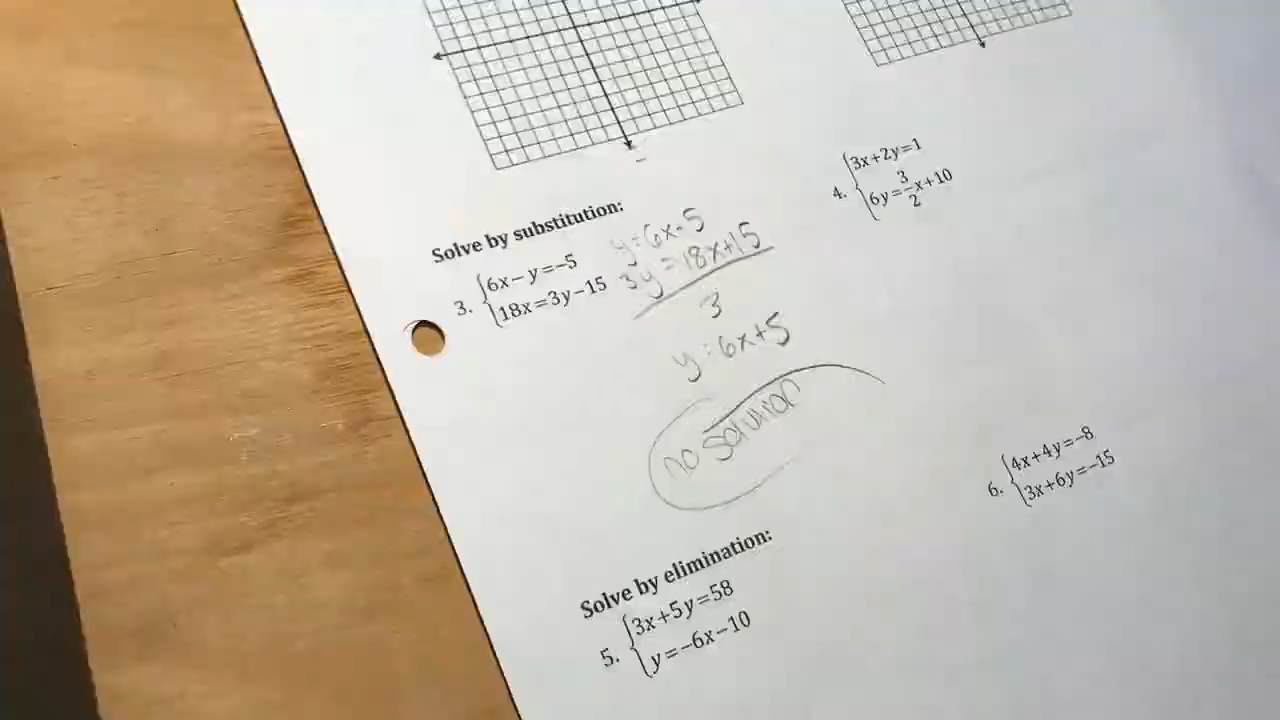 Solve by substitution:
3. 6x−y=−5
18x=3y−15
y=6x-5
3y=18x+15
3
y=6x+5
no solution
4. 3x+2y=1
6y=3/2x+10
Solve by elimination:
5. 3x+5y=58
y=−6x−10
6. 4x+4y=−8
3x+6y=−15